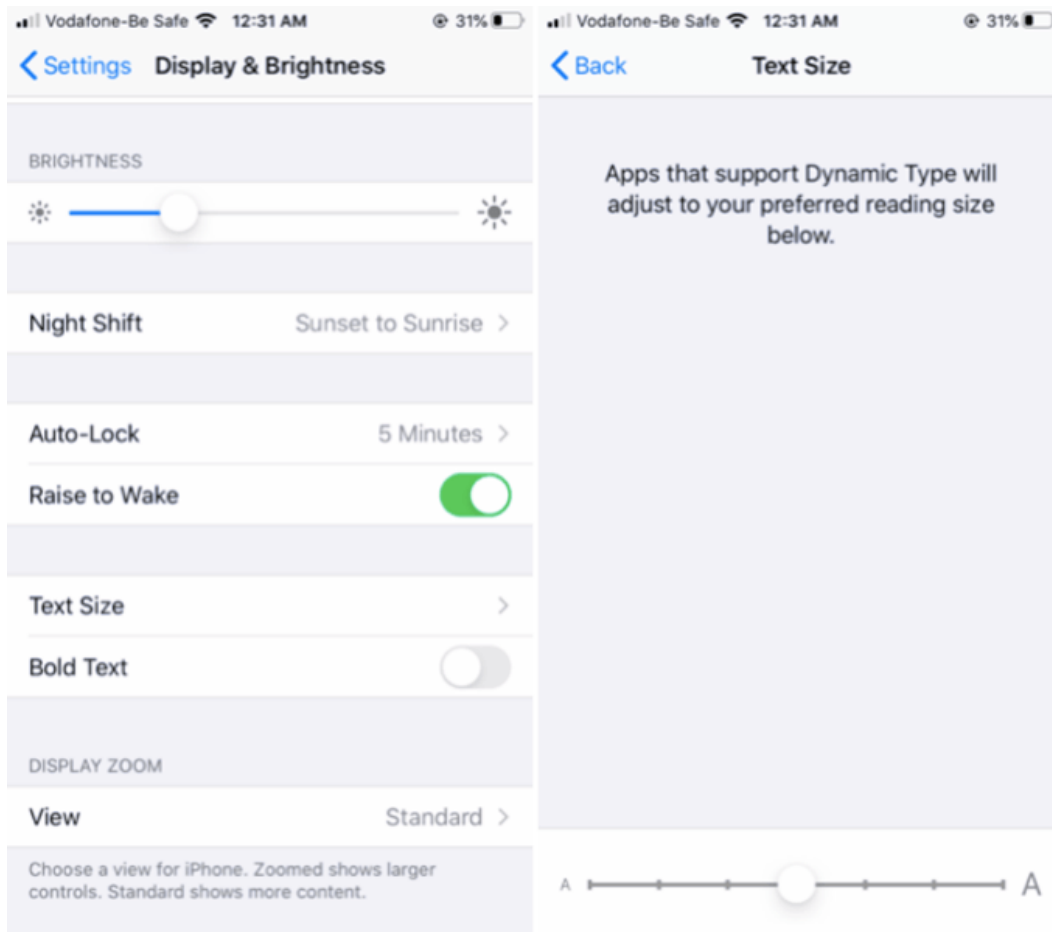 Vodafone-Be Safe 12:31 AM 31%
Settings Display & Brightness
BRIGHTNESS
Night Shift Sunset to Sunrise
Auto-Lock 5 Minutes
Raise to Wake
Text Size
Bold Text
DISPLAY ZOOM
View Standard
Choose a view for iPhone. Zoomed shows larger
controls. Standard shows more content.
Vodafone-Be Safe 12:31 AM 31%
Back Text Size
Apps that support Dynamic Type will
adjust to your preferred reading size
below.
A A